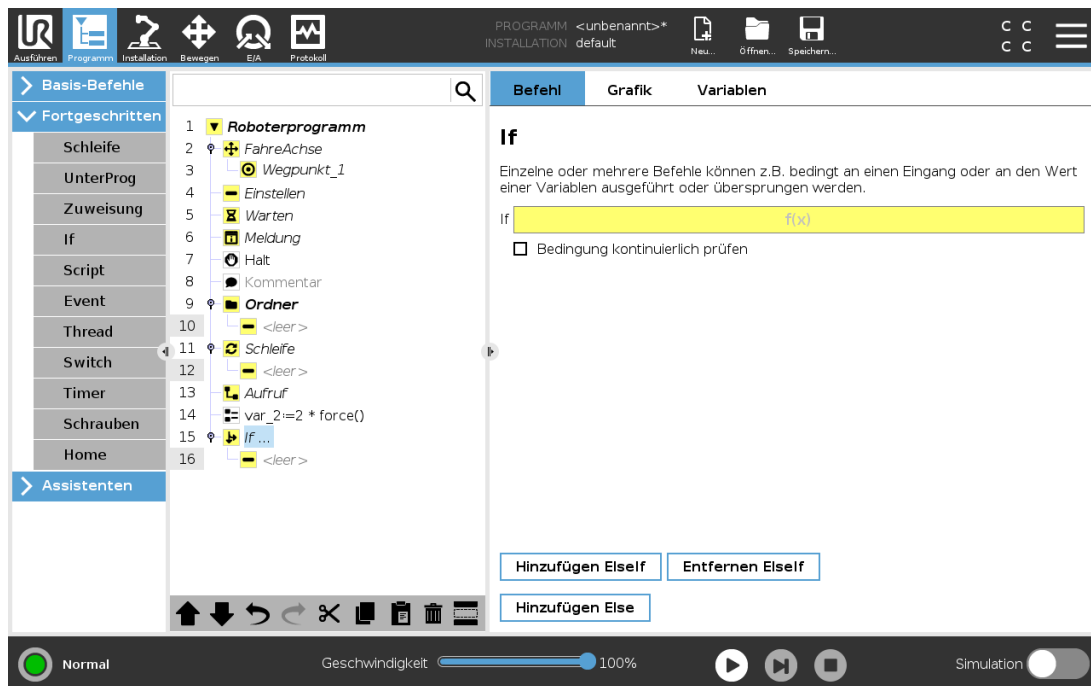 PROGRAMM <unbenannt>*
INSTALLATION default
Ausführen Programm Installation Bewegen E/A Protokoll Neu... Öffnen... Speichern...
C C
C C
Basis-Befehle
Fortgeschritten
Schleife
UnterProg
Zuweisung
If
Script
Event
Thread
Switch
Timer
Schrauben
Home
Assistenten
1 Roboterprogramm
2 FahreAchse
3 Wegpunkt_1
4 Einstellen
5 Warten
6 Meldung
7 Halt
8 Kommentar
9 Ordner
10 <leer>
11 Schleife
12 <leer>
13 Aufruf
14 var_2:=2 * force()
15 If ...
16 <leer>
Befehl Grafik Variablen
If
Einzelne oder mehrere Befehle können z.B. bedingt an einen Eingang oder an den Wert
einer Variablen ausgeführt oder übersprungen werden.
If f(x)
Bedingung kontinuierlich prüfen
Hinzufügen ElseIf Entfernen ElseIf
Hinzufügen Else
Normal Geschwindigkeit 100% Simulation